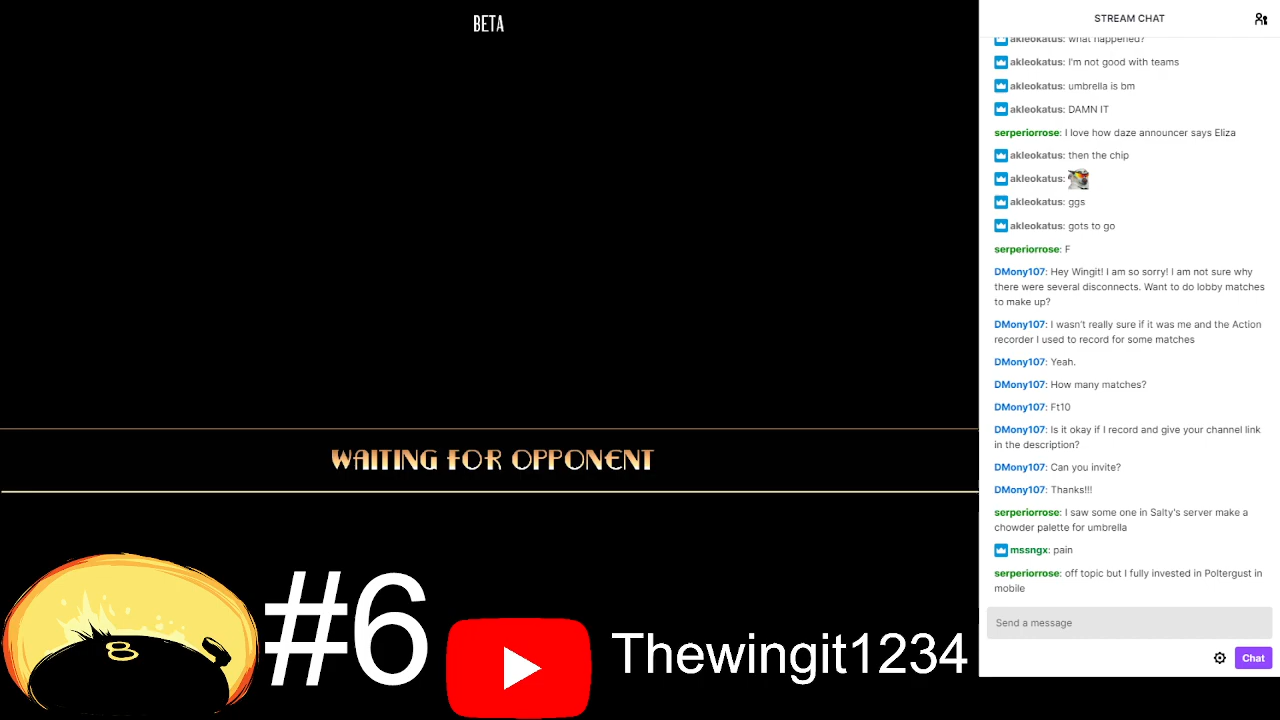 BETA
WAITING FOR OPPONENT
8
#6
Thewingit1234
STREAM CHAT
akleokatus: what happened?
akleokatus: I'm not good with teams
akleokatus: umbrella is bm
akleokatus: DAMN IT
serperiorrose: I love how daze announcer says Eliza
akleokatus: then the chip
akleokatus:
akleokatus: ggs
akleokatus: gots to go
serperiorrose: F
DMony107: Hey Wingit! I am so sorry! I am not sure why
there were several disconnects. Want to do lobby matches
to make up?
DMony107: I wasn't really sure if it was me and the Action
recorder I used to record for some matches
DMony107: Yeah.
DMony107: How many matches?
DMony107: Ft10
DMony107: Is it okay if I record and give your channel link
in the description?
DMony107: Can you invite?
DMony107: Thanks!!!
serperiorrose: I saw some one in Salty's server make a
chowder palette for umbrella
mssngx: pain
serperiorrose: off topic but I fully invested in Poltergust in
mobile
Send a message
Chat